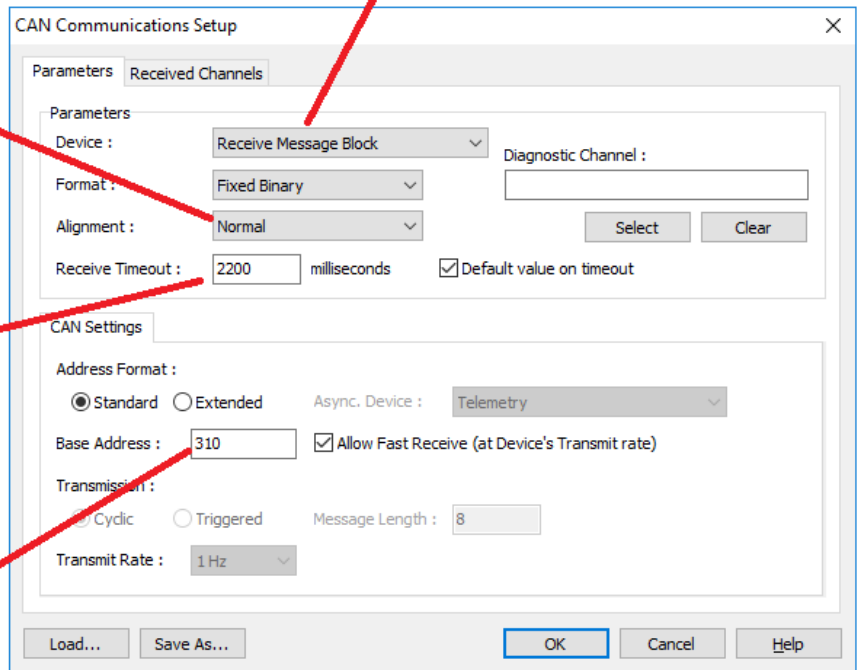 CAN Communications Setup
Parameters Received Channels
Parameters
Device : Receive Message Block
Diagnostic Channel :
Format : Fixed Binary
Alignment : Normal Select Clear
Receive Timeout : 2200 milliseconds Default value on timeout
CAN Settings
Address Format :
Standard Extended Async. Device : Telemetry
Base Address : 310 Allow Fast Receive (at Device's Transmit rate)
Transmission :
Cyclic Triggered Message Length : 8
Transmit Rate : 1 Hz
Load... Save As... OK Cancel Help